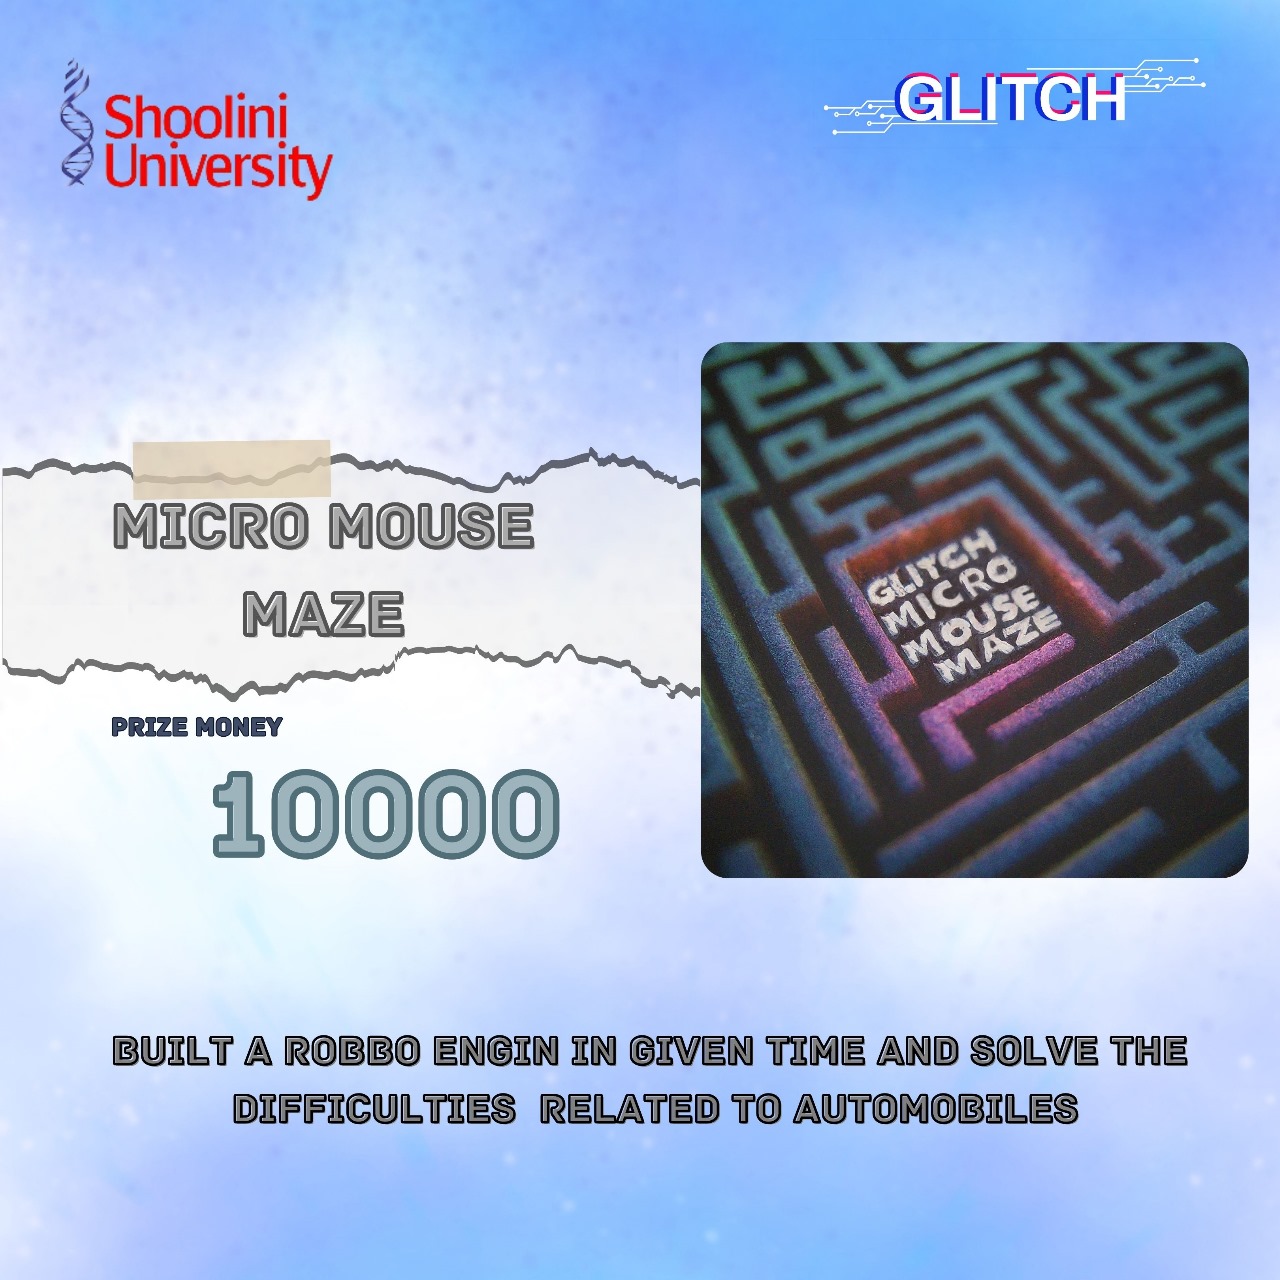 Shoolini
University
GLITCH
MICRO MOUSE
MAZE
PRIZE MONEY
10000
GLITCH
MICRO
MOUSE
MAZE
BUILT A ROBBO ENGIN IN GIVEN TIME AND SOLVE THE
DIFFICULTIES RELATED TO AUTOMOBILES